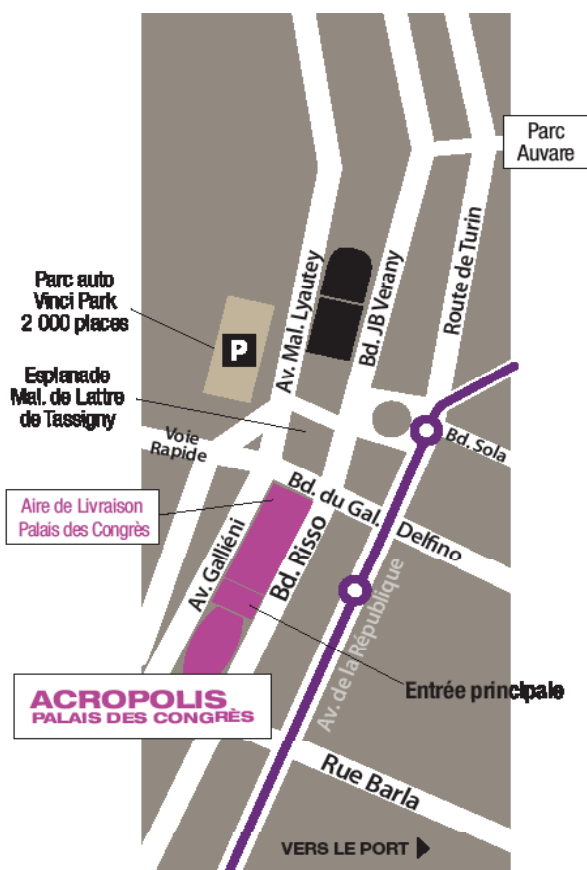 Parc
Auvare
Route de Turin
Av. Mal. Lyautey
Bd. JB Verany
Parc auto
Vinci Park
2 000 places
P
Esplanade
Mal. de Lattre
de Tassigny
Voie
Rapide
Bd. Sola
Aire de Livraison
Palais des Congrès
Bd. du Gal. Delfino
Av. Galliéni
Bd. Risso
Av. de la République
Entrée principale
ACROPOLIS
PALAIS DES CONGRÈS
Rue Barla
VERS LE PORT